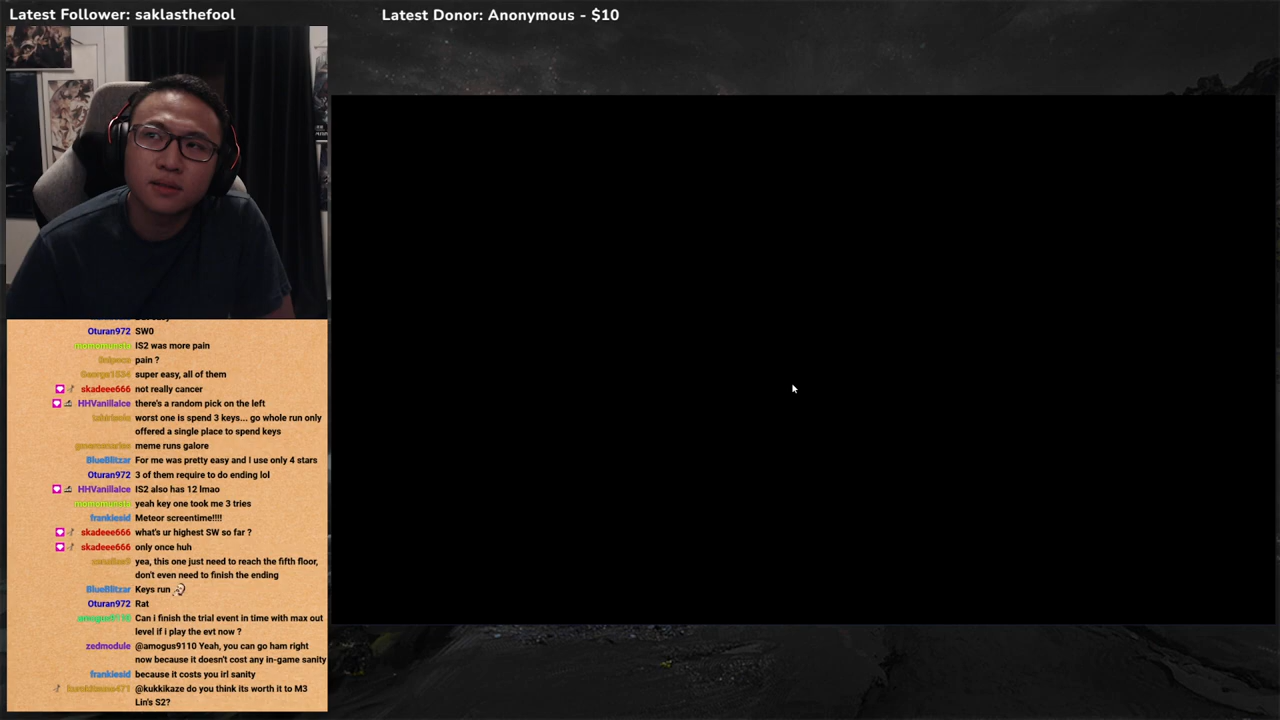 Latest Follower: saklasthefool
Latest Donor: Anonymous - $10
Oturan972 SW0
momomunsta IS2 was more pain
pain ?
George1534 super easy, all of them
skadeee666 not really cancer
HHVanillaIce there's a random pick on the left
worst one is spend 3 keys... go whole run only
offered a single place to spend keys
meme runs galore
BlueBlitzar For me was pretty easy and I use only 4 stars
Oturan972 3 of them require to do ending lol
HHVanillaIce IS2 also has 12 lmao
momomunsta yeah key one took me 3 tries
frankiesid Meteor screentime!!!!
skadeee666 what's ur highest SW so far ?
skadeee666 only once huh
yea, this one just need to reach the fifth floor,
don't even need to finish the ending
BlueBlitzar Keys run
Oturan972 Rat
amogus9110 Can i finish the trial event in time with max out
level if i play the evt now ?
zedmodule @amogus9110 Yeah, you can go ham right
now because it doesn't cost any in-game sanity
frankiesid because it costs you irl sanity
@kukkikaze do you think its worth it to M3
Lin's S2?